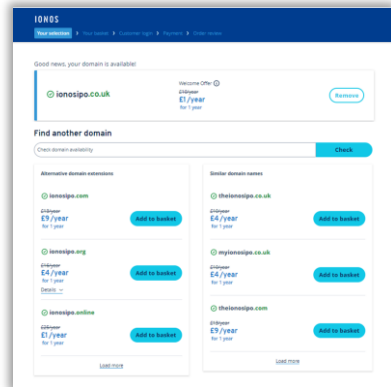 IONOS
Your selection > Your basket > Customer login > Payment > Order review
Good news, your domain is available!
ionosipo.co.uk
Welcome Offer
£10/year
£1/year
for 1 year
Remove
Find another domain
Check domain availability
Check
Alternative domain extensions
ionosipo.com
£9/year
for 1 year
Add to basket
ionosipo.org
£4/year
for 1 year
Details
Add to basket
ionosipo.online
£1/year
for 1 year
Add to basket
Load more
Similar domain names
theionosipo.co.uk
£4/year
for 1 year
Add to basket
myionosipo.co.uk
£4/year
for 1 year
Add to basket
theionosipo.com
£9/year
for 1 year
Add to basket
Load more